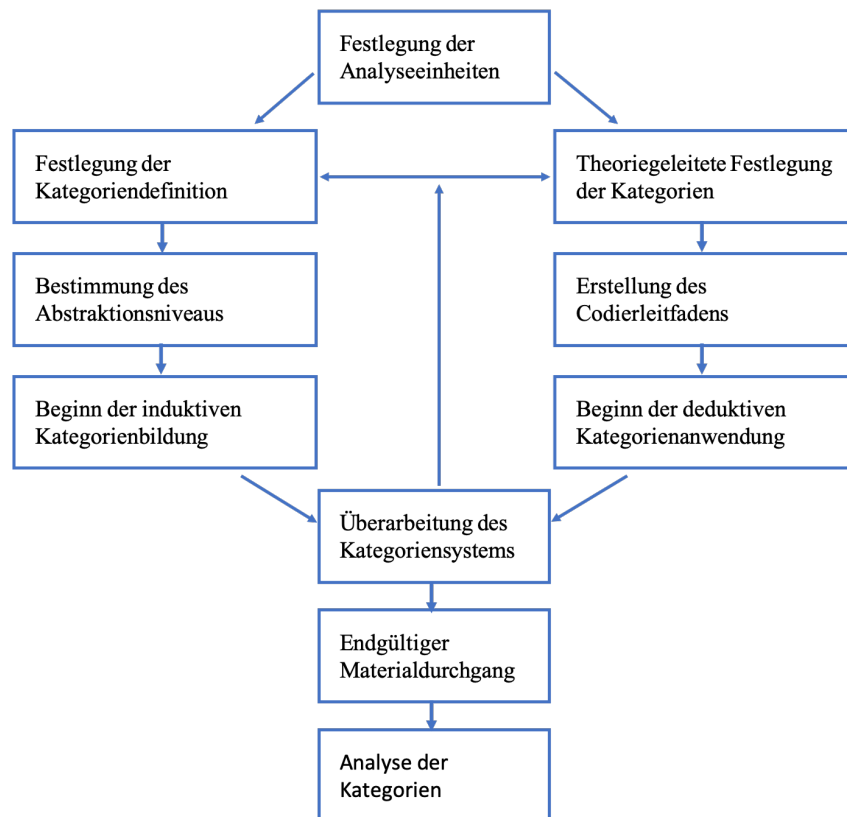 Festlegung der
Analyseeinheiten
Festlegung der
Kategoriendefinition
Theoriegeleitete Festlegung
der Kategorien
Bestimmung des
Abstraktionsniveaus
Erstellung des
Codierleitfadens
Beginn der induktiven
Kategorienbildung
Beginn der deduktiven
Kategorienanwendung
Überarbeitung des
Kategoriensystems
Endgültiger
Materialdurchgang
Analyse der
Kategorien